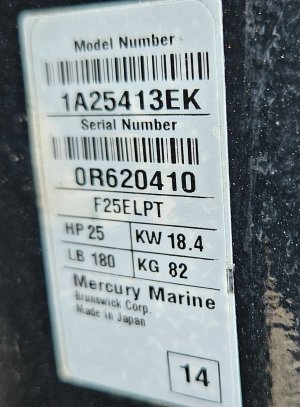 Model Number
1A25413EK
Serial Number
0R620410
F25ELPT
HP 25 KW 18.4
LB 180 KG 82
Mercury Marine
Brunswick Corp.
Made in Japan
14